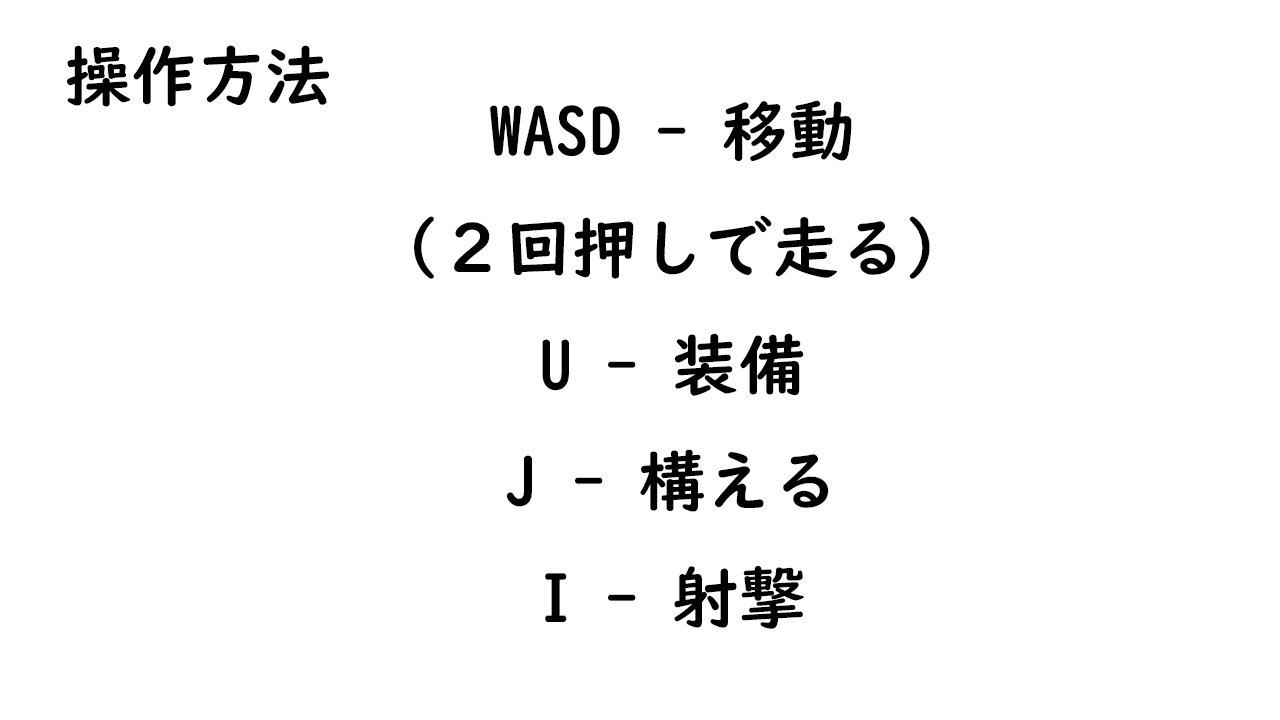 操作方法
WASD - 移動
（２回押しで走る）
U - 装備
J - 構える
I - 射撃